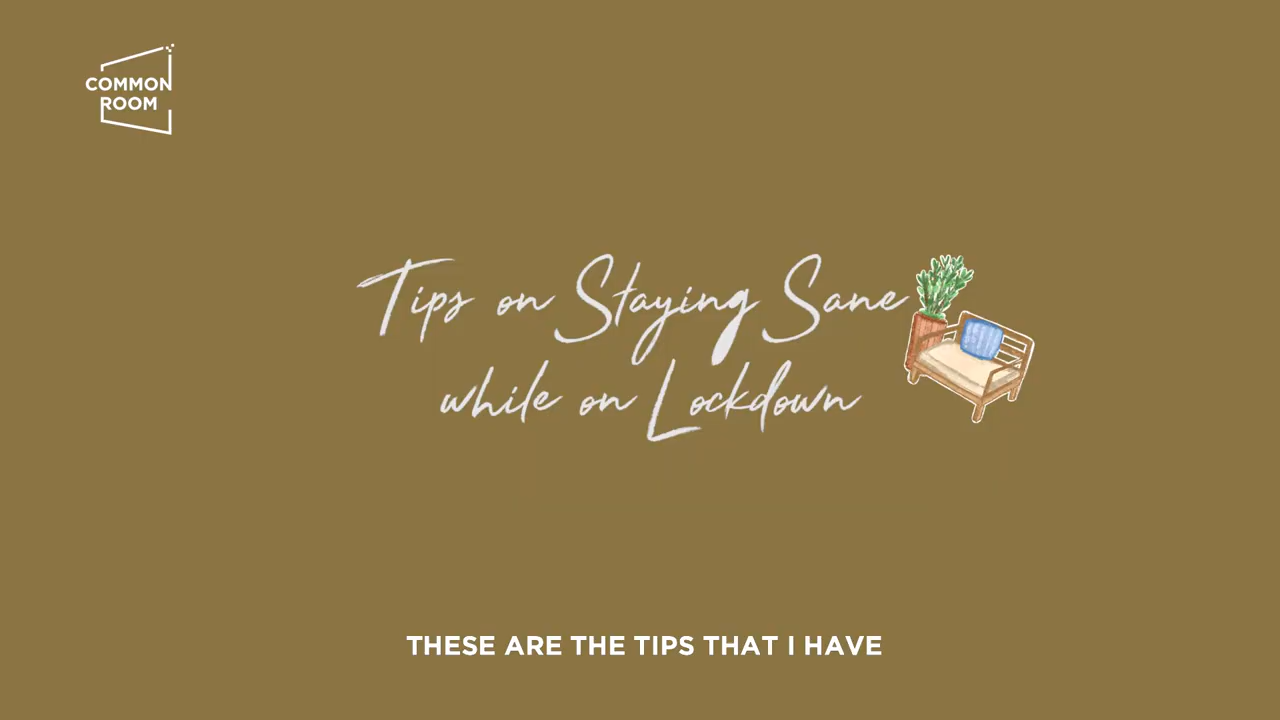 COMMON
ROOM
Tips on Staying Sane
while on Lockdown
THESE ARE THE TIPS THAT I HAVE